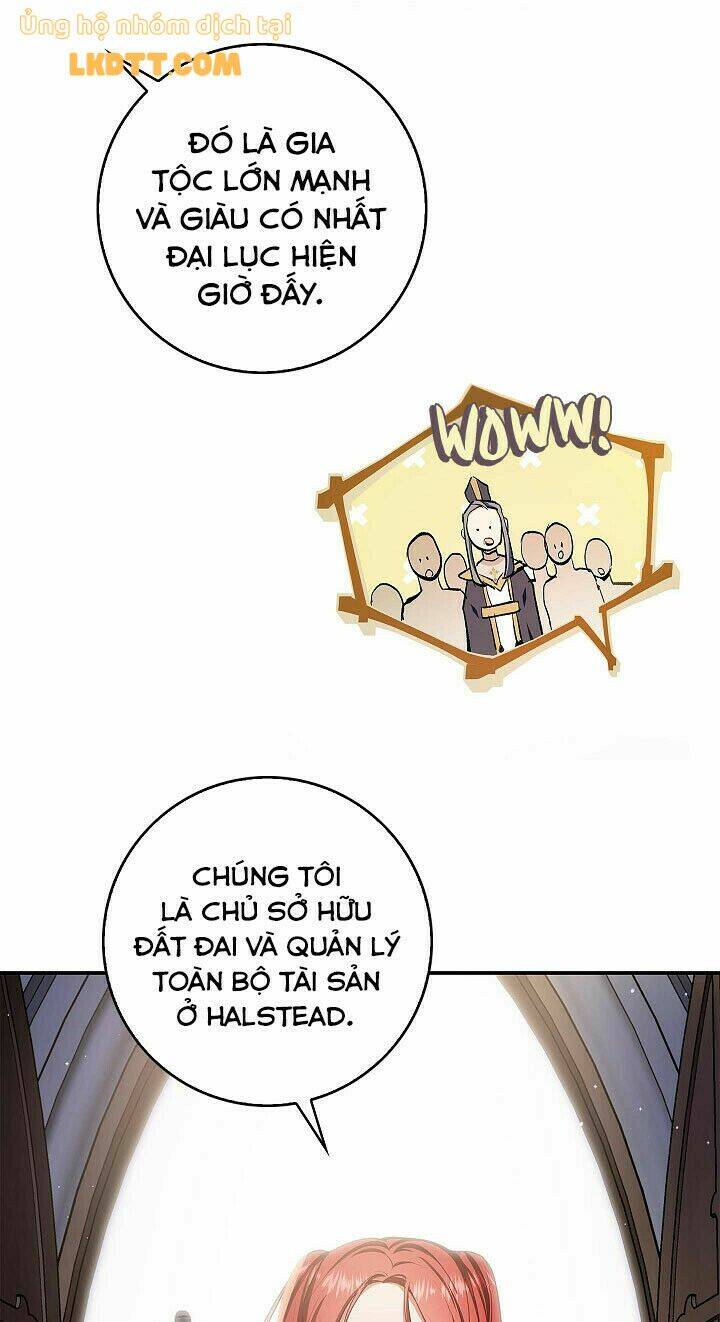 Ủng hộ nhóm dịch tại
LKDTT.COM
ĐÓ LÀ GIA
TỘC LỚN MẠNH
VÀ GIÀU CÓ NHẤT
ĐẠI LỤC HIỆN
GIỜ ĐẤY.
WOWW!
CHÚNG TÔI
LÀ CHỦ SỞ HỮU
ĐẤT ĐAI VÀ QUẢN LÝ
TOÀN BỘ TÀI SẢN
Ở HALSTEAD.